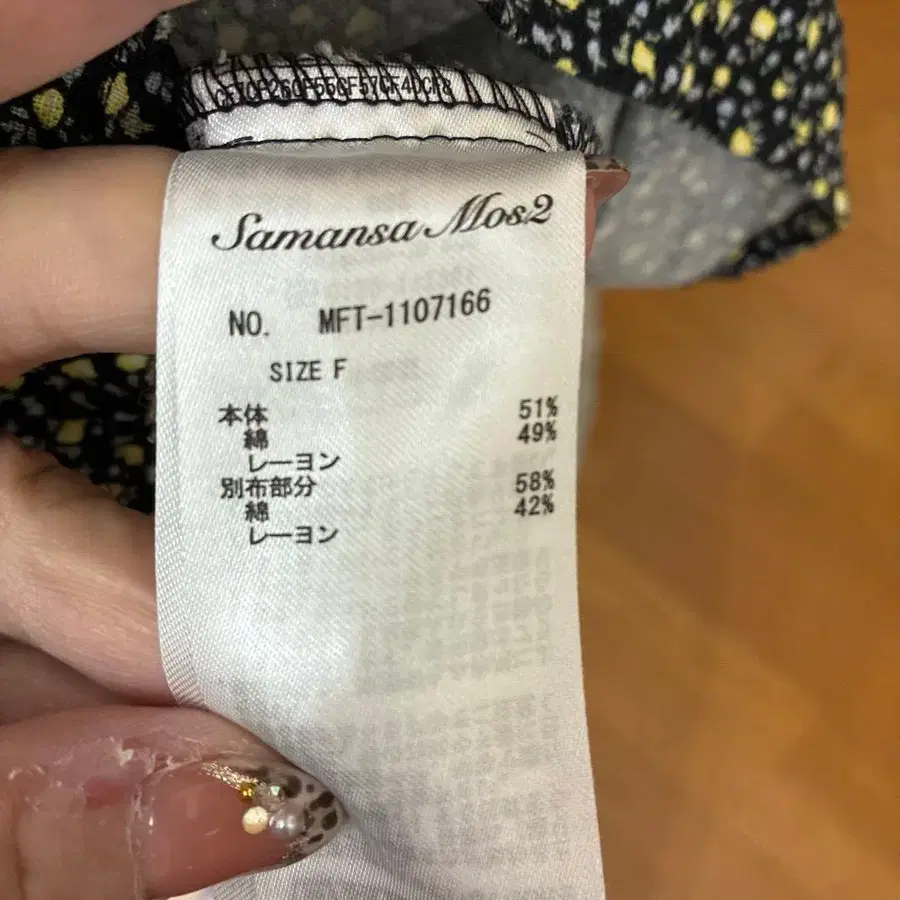 Samansa Mos2
NO. MFT-1107166
SIZE F
本体 51%
綿 49%
レーヨン
別布部分 58%
綿 42%
レーヨン